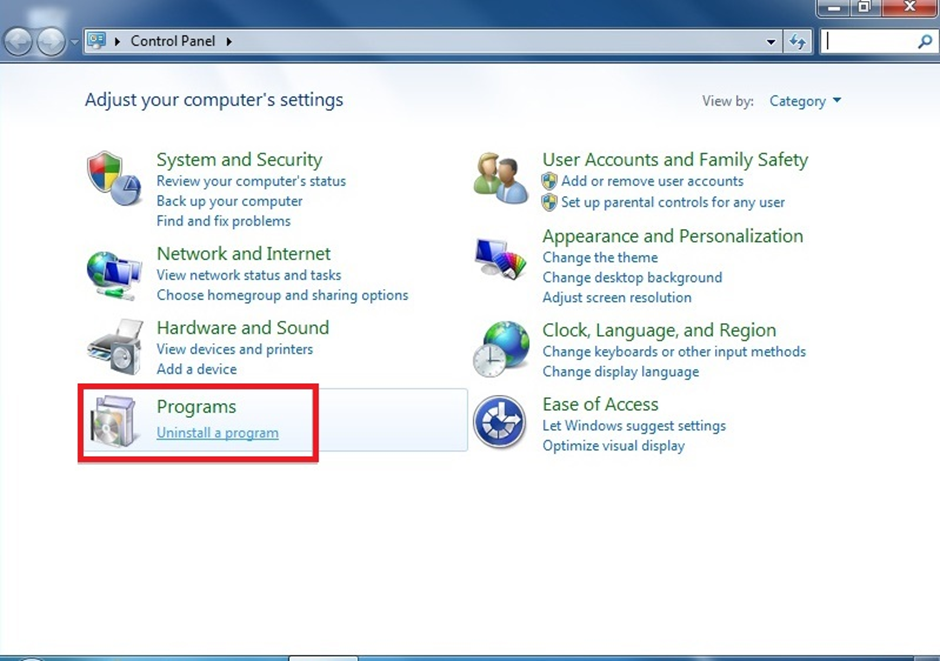 Control Panel
Adjust your computer's settings
View by: Category
System and Security
Review your computer's status
Back up your computer
Find and fix problems
Network and Internet
View network status and tasks
Choose homegroup and sharing options
Hardware and Sound
View devices and printers
Add a device
Programs
Uninstall a program
User Accounts and Family Safety
Add or remove user accounts
Set up parental controls for any user
Appearance and Personalization
Change the theme
Change desktop background
Adjust screen resolution
Clock, Language, and Region
Change keyboards or other input methods
Change display language
Ease of Access
Let Windows suggest settings
Optimize visual display